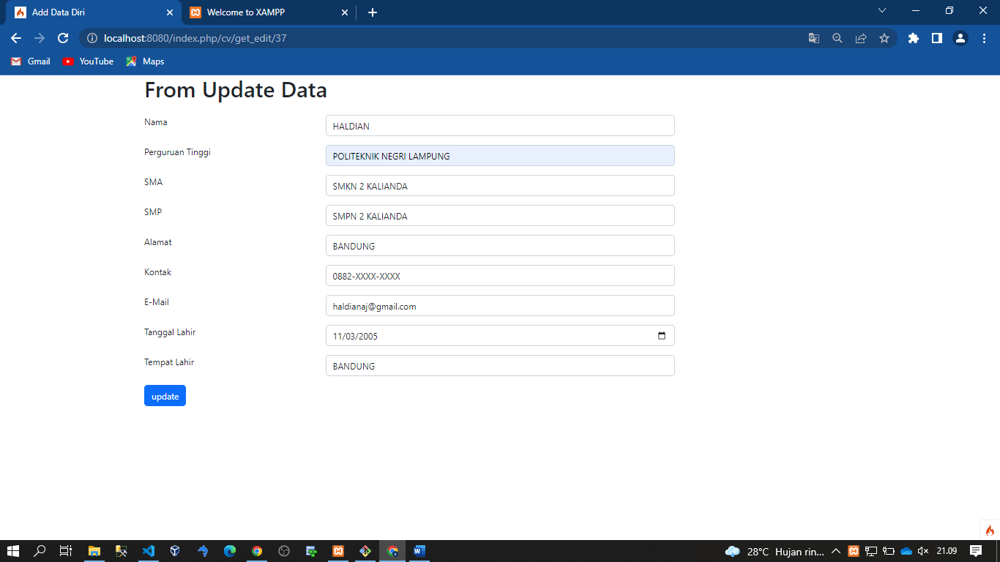 Add Data Diri
Welcome to XAMPP
localhost:8080/index.php/cv/get_edit/37
Gmail
YouTube
Maps
From Update Data
Nama
HALDIAN
Perguruan Tinggi
POLITEKNIK NEGRI LAMPUNG
SMA
SMKN 2 KALIANDA
SMP
SMPN 2 KALIANDA
Alamat
BANDUNG
Kontak
0882-XXXX-XXXX
E-Mail
haldianaj@gmail.com
Tanggal Lahir
11/03/2005
Tempat Lahir
BANDUNG
update
28°C Hujan rin...
21.09